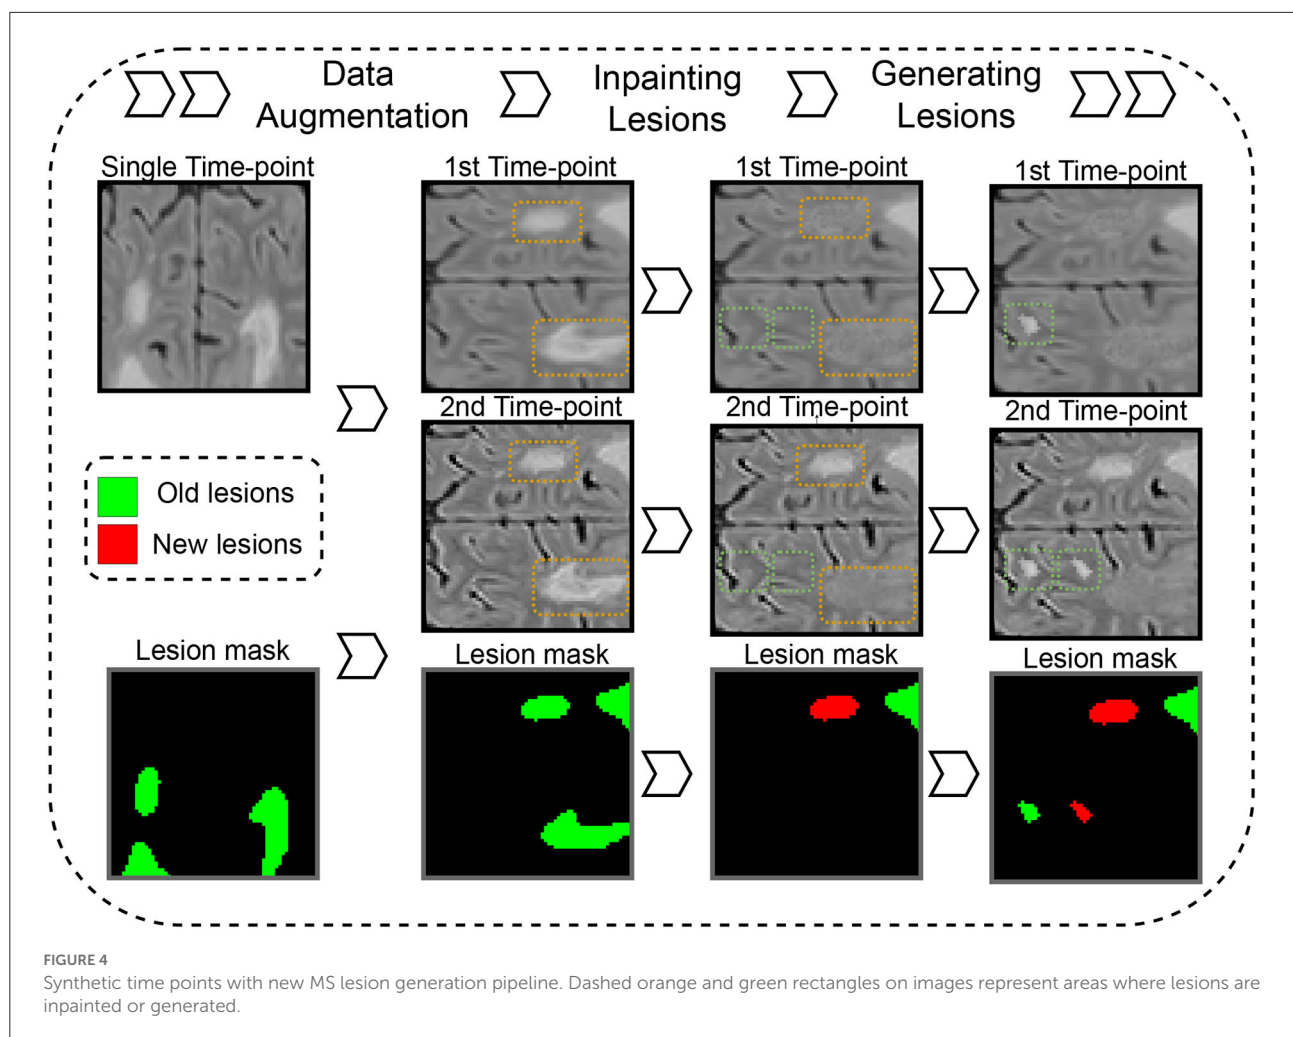 Data
Augmentation
Inpainting
Lesions
Generating
Lesions
Single Time-point
1st Time-point
1st Time-point
1st Time-point
2nd Time-point
2nd Time-point
2nd Time-point
Old lesions
New lesions
Lesion mask
Lesion mask
Lesion mask
Lesion mask
FIGURE 4
Synthetic time points with new MS lesion generation pipeline. Dashed orange and green rectangles on images represent areas where lesions are
inpainted or generated.